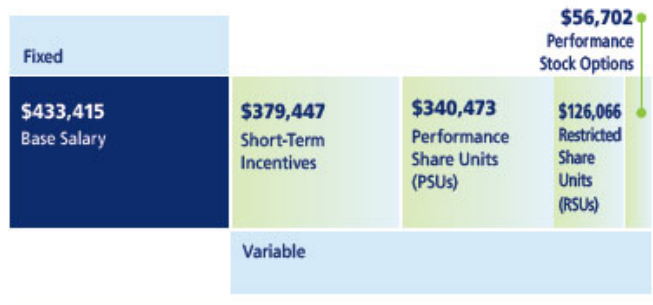 $56,702
Performance
Stock Options
Fixed
$433,415
Base Salary
$379,447
Short-Term
Incentives
$340,473
Performance
Share Units
(PSUs)
$126,066
Restricted
Share
Units
(RSUs)
Variable